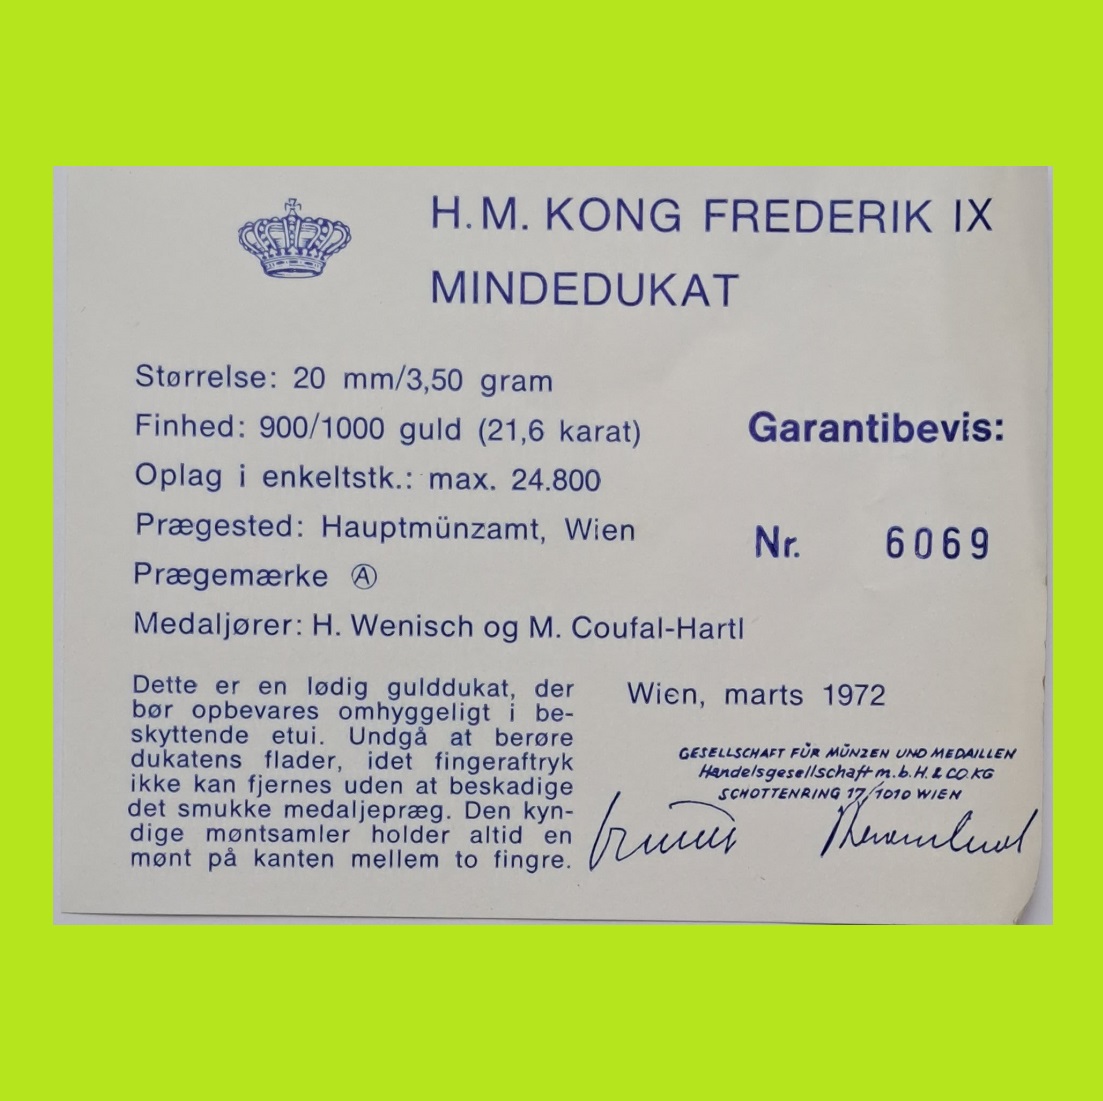 H. M. KONG FREDERIK IX
MINDEDUKAT
Størrelse: 20 mm/3,50 gram
Finhed: 900/1000 guld (21,6 karat)
Oplag i enkeltstk.: max. 24.800
Prægested: Hauptmünzamt, Wien
Prægemærke Ⓐ
Medaljører: H. Wenisch og M. Coufal-Hartl
Garantibevis:
Nr. 6069
Dette er en lødig gulddukat, der
bør opbevares omhyggeligt i be-
skyttende etui. Undgå at berøre
dukatens flader, idet fingeraftryk
ikke kan fjernes uden at beskadige
det smukke medaljepræg. Den kyn-
dige møntsamler holder altid en
mønt på kanten mellem to fingre.
Wien, marts 1972
GESELLSCHAFT FÜR MÜNZEN UND MEDAILLEN
Handelsgesellschaft m.b.H. & CO. KG
SCHOTTENRING 17/1010 WIEN